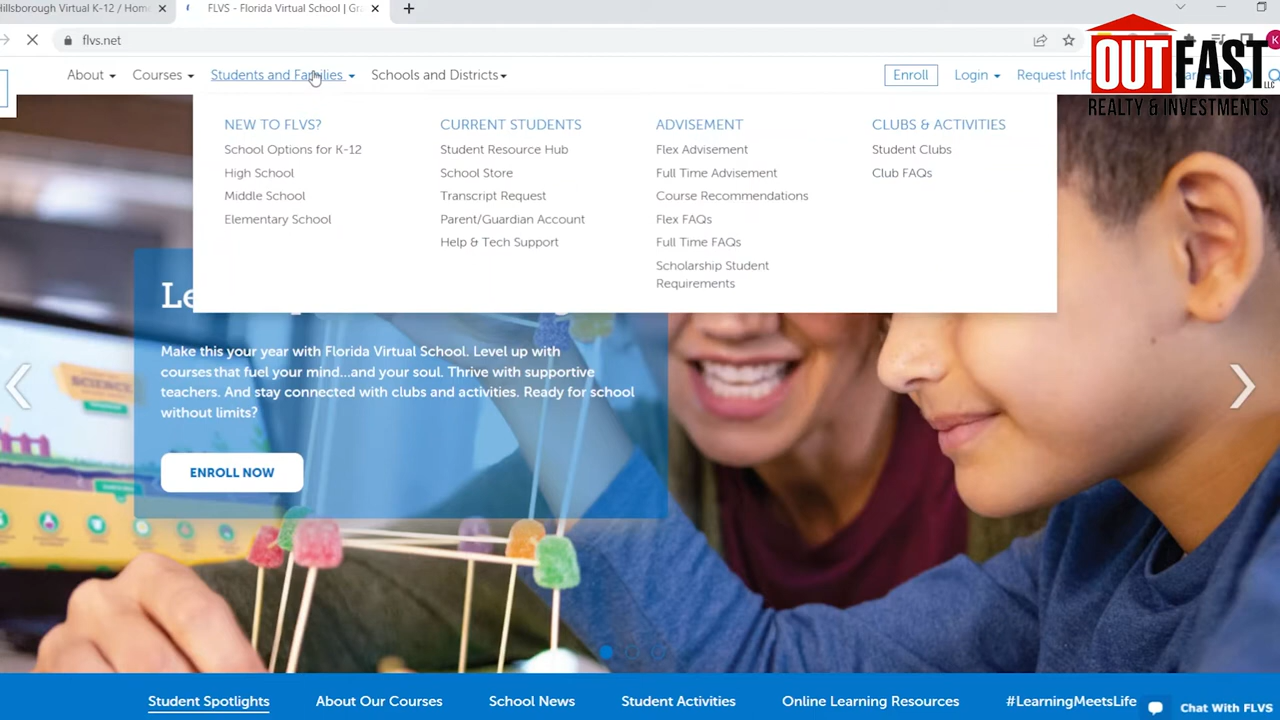 Hillsborough Virtual K-12 / Hom
FLVS - Florida Virtual School | Gr
flvs.net
OUTFAST LLC
REALTY & INVESTMENTS
About
Courses
Students and Families
Schools and Districts
Enroll
Login
Request Info
NEW TO FLVS?
School Options for K-12
High School
Middle School
Elementary School
CURRENT STUDENTS
Student Resource Hub
School Store
Transcript Request
Parent/Guardian Account
Help & Tech Support
ADVISEMENT
Flex Advisement
Full Time Advisement
Course Recommendations
Flex FAQs
Full Time FAQs
Scholarship Student
Requirements
CLUBS & ACTIVITIES
Student Clubs
Club FAQs
Le
Make this your year with Florida Virtual School. Level up with
courses that fuel your mind...and your soul. Thrive with supportive
teachers. And stay connected with clubs and activities. Ready for school
without limits?
ENROLL NOW
SCIENCE
Student Spotlights
About Our Courses
School News
Student Activities
Online Learning Resources
#LearningMeetsLife
Chat With FLVS